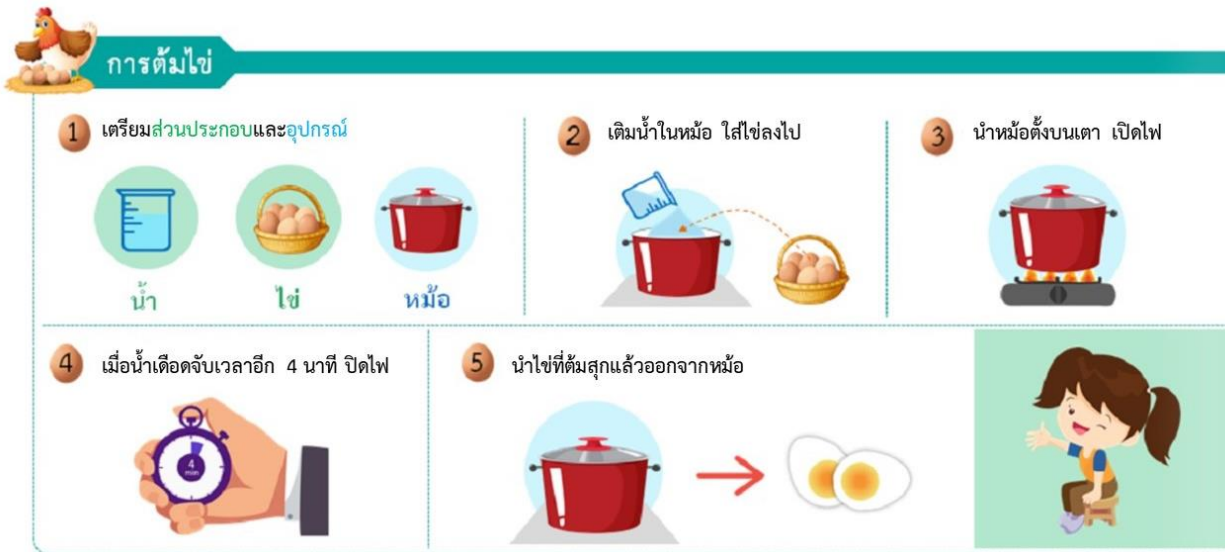 การต้มไข่
1 เตรียมส่วนประกอบและอุปกรณ์
น้ำ
ไข่
หม้อ
2 เติมน้ำในหม้อ ใส่ไข่ลงไป
3 นำหม้อตั้งบนเตา เปิดไฟ
4 เมื่อน้ำเดือดจับเวลาอีก 4 นาที ปิดไฟ
4
min
5 นำไข่ที่ต้มสุกแล้วออกจากหม้อ